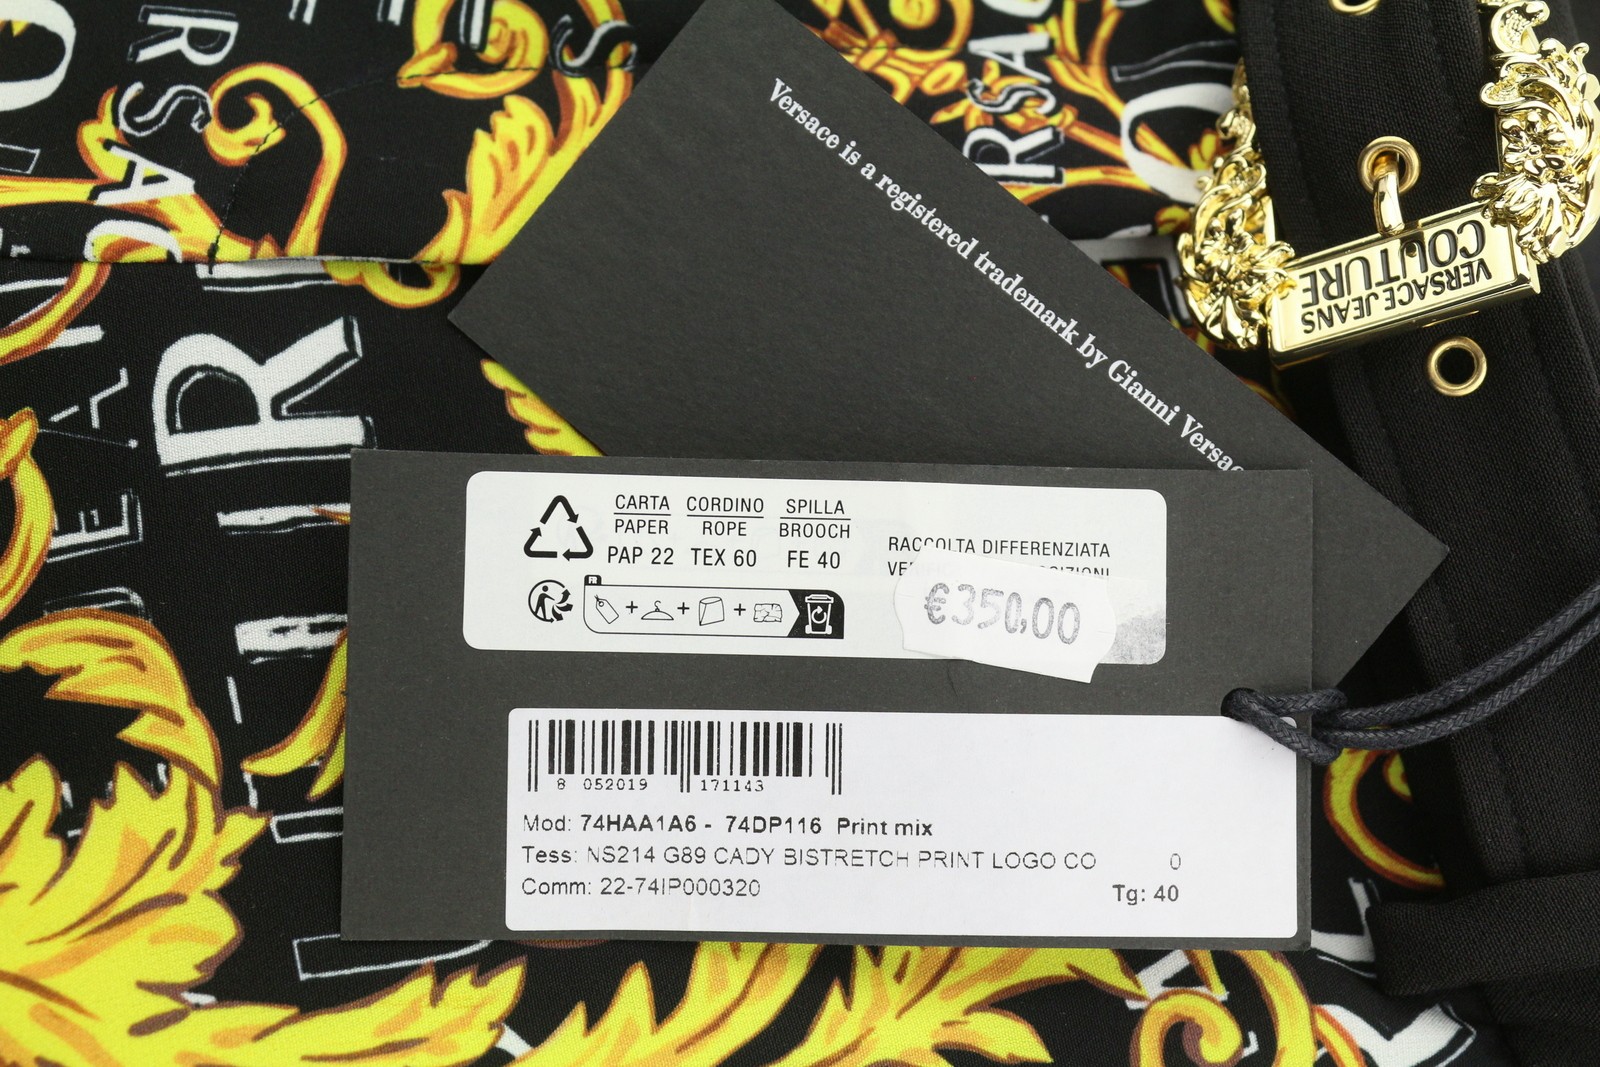 Versace is a registered trademark by Gianni Versac
VERSACE JEANS
COUTURE
CARTA CORDINO SPILLA
PAPER ROPE BROOCH
PAP 22 TEX 60 FE 40
RACCOLTA DIFFERENZIATA
FR
+ + +
€350,00
8 052019 171143
Mod: 74HAA1A6 - 74DP116 Print mix
Tess: NS214 G89 CADY BISTRETCH PRINT LOGO CO 0
Comm: 22-74IP000320
Tg: 40